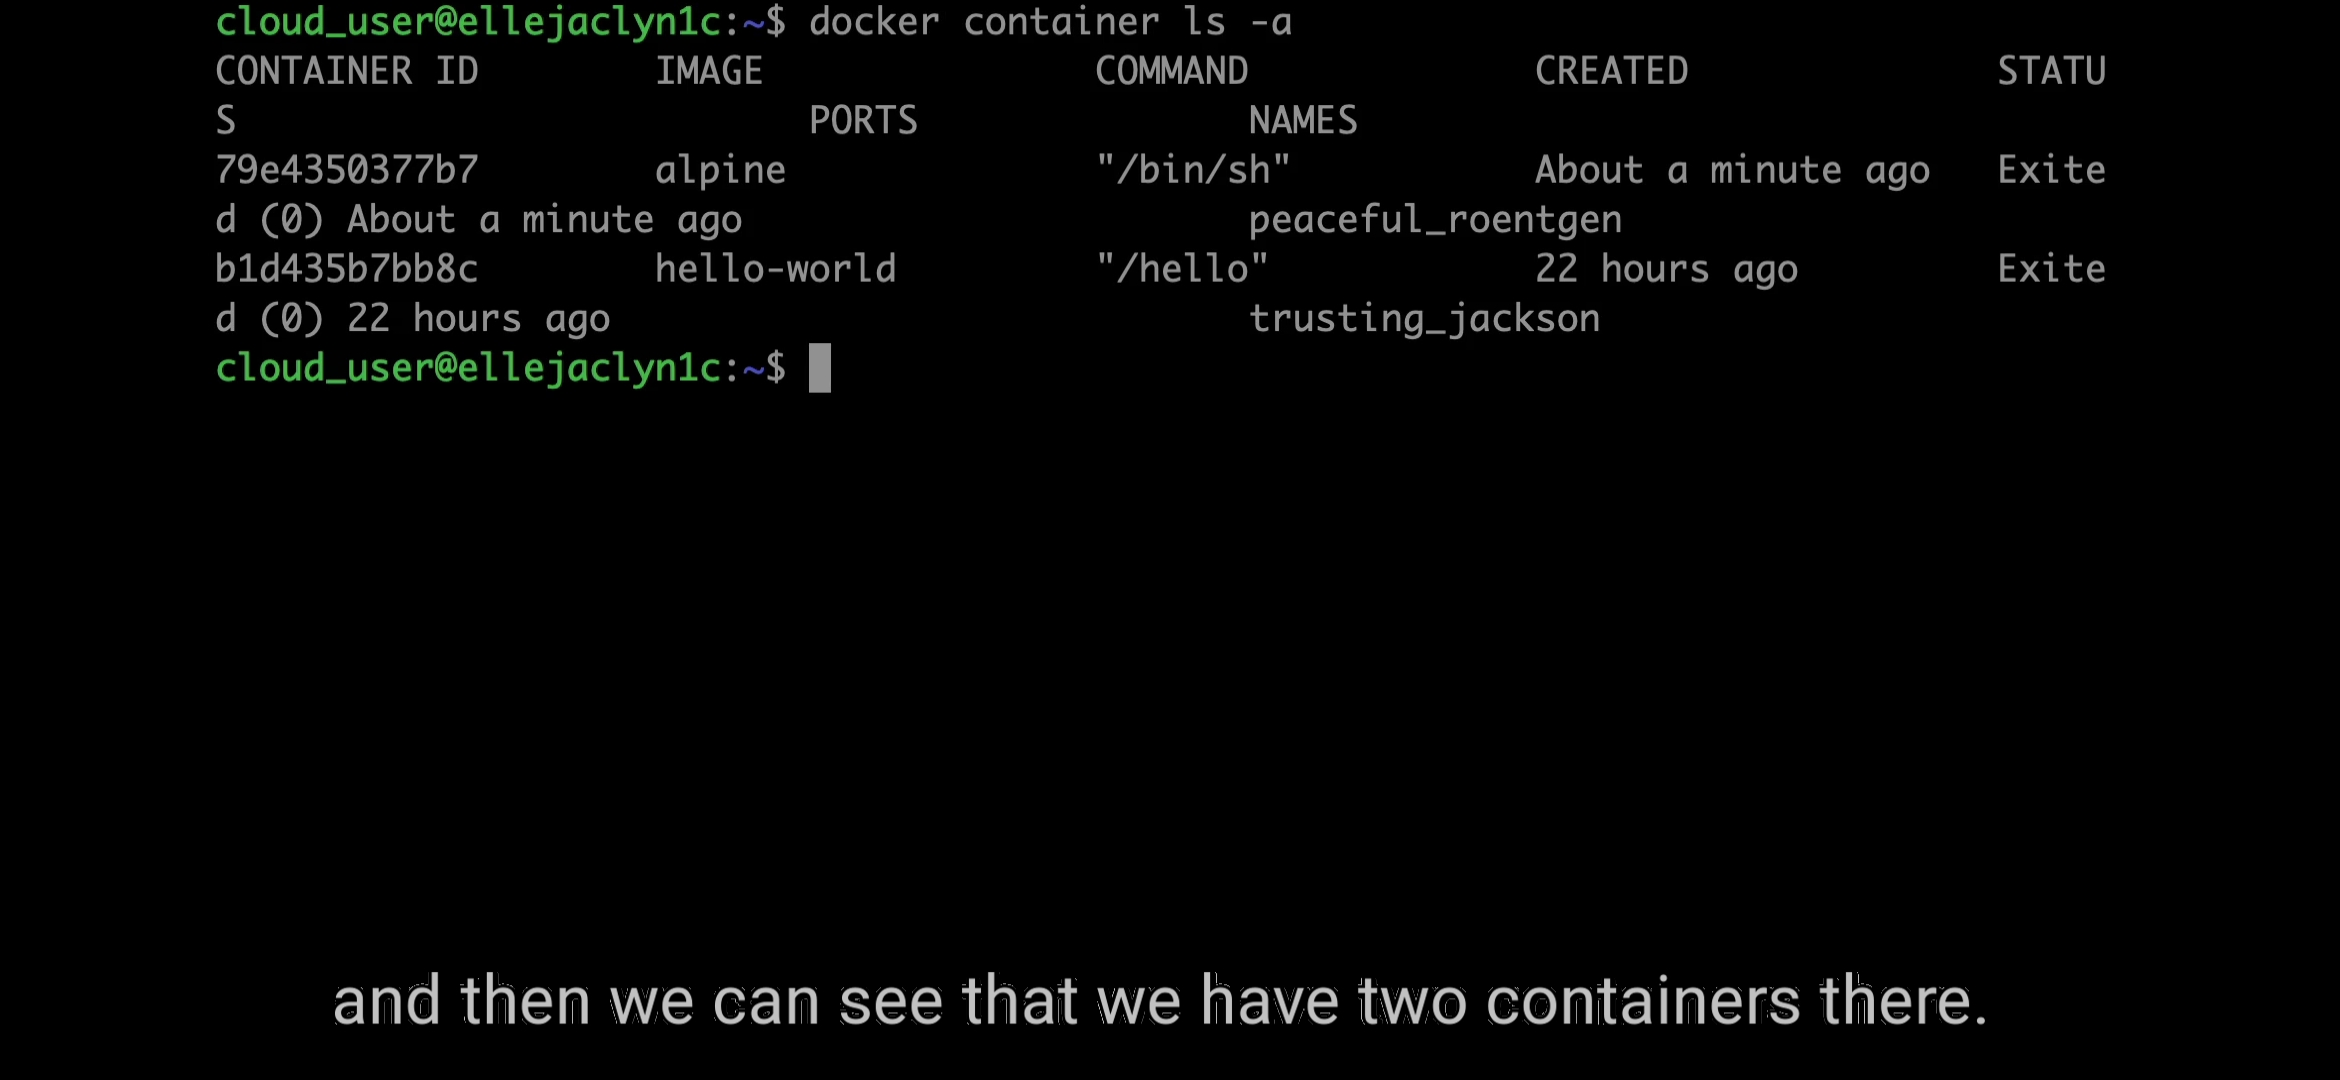 cloud_user@ellejaclyn1c:~$ docker container ls -a
CONTAINER ID        IMAGE               COMMAND             CREATED              STATU
S                          PORTS               NAMES
79e4350377b7        alpine              "/bin/sh"           About a minute ago   Exite
d (0) About a minute ago                       peaceful_roentgen
b1d435b7bb8c        hello-world         "/hello"            22 hours ago         Exite
d (0) 22 hours ago                             trusting_jackson
cloud_user@ellejaclyn1c:~$
and then we can see that we have two containers there.